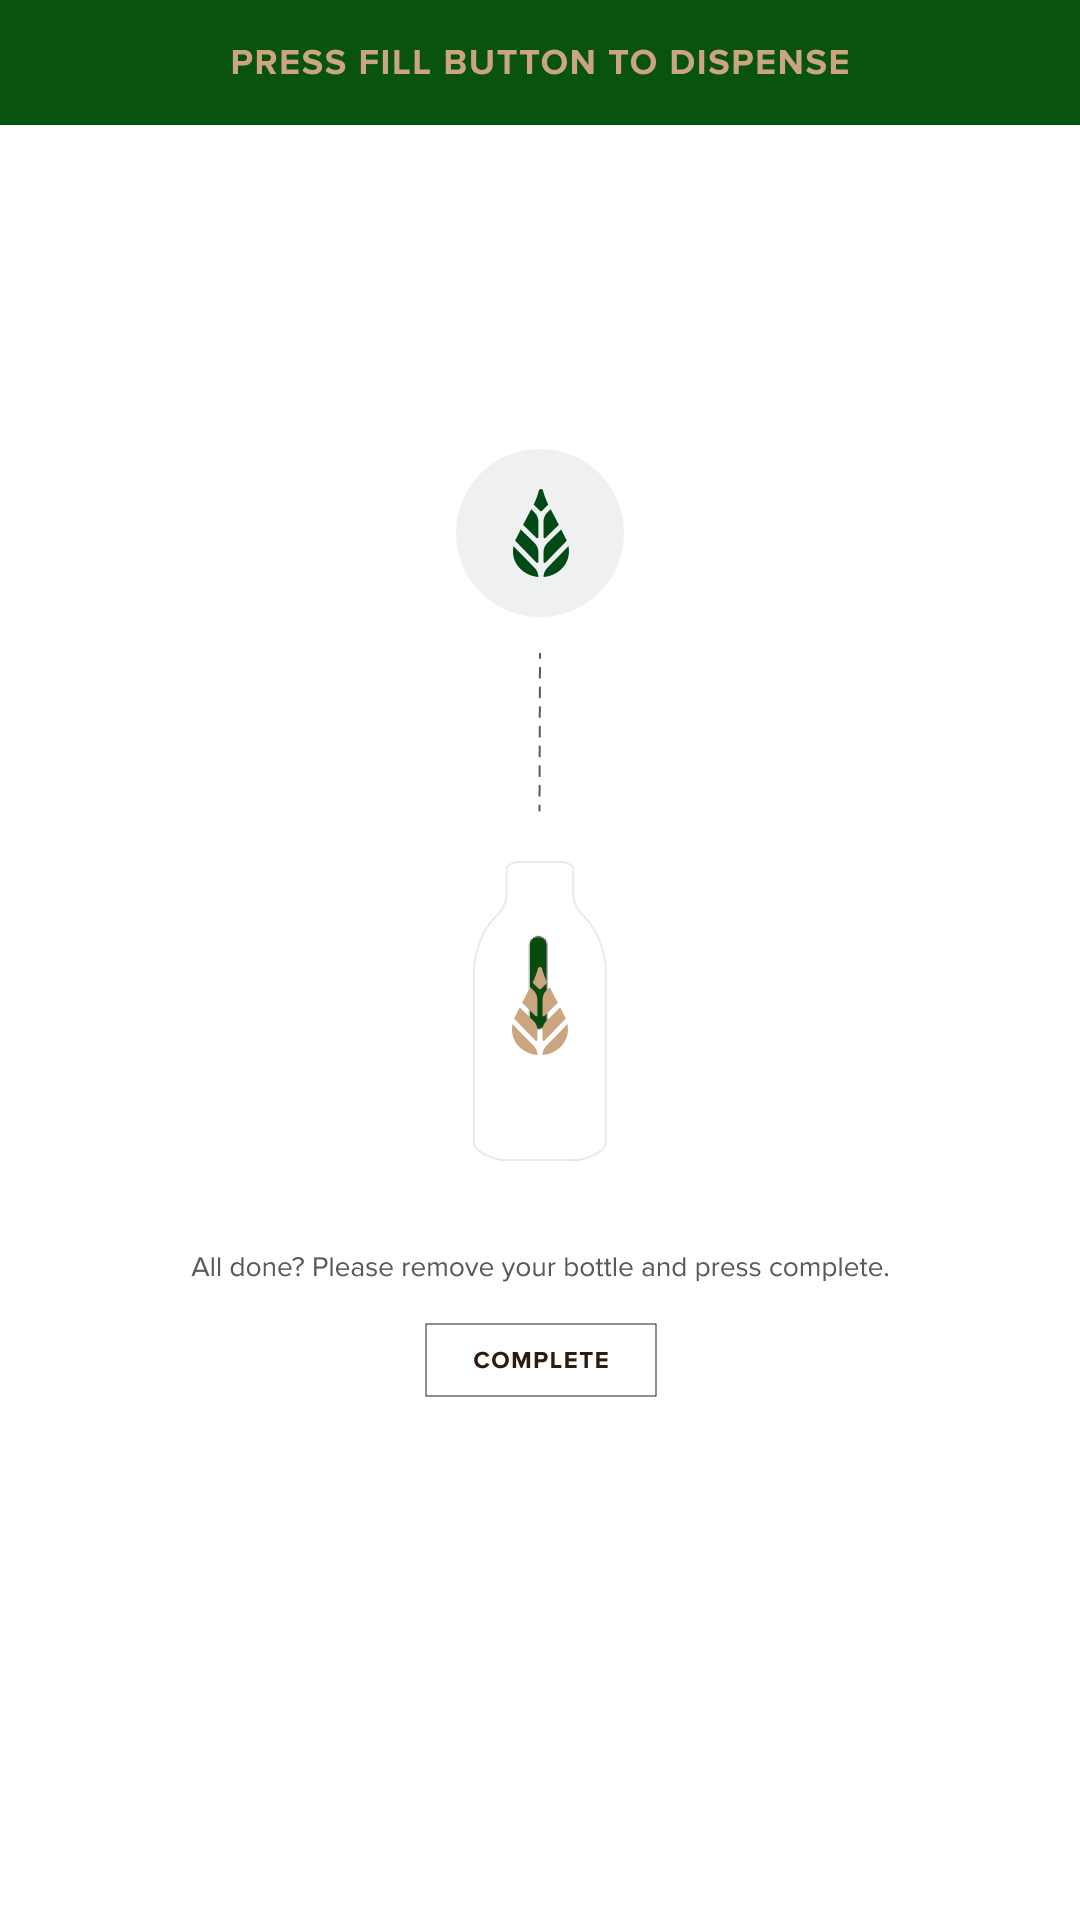 PRESS FILL BUTTON TO DISPENSE
All done? Please remove your bottle and press complete.
COMPLETE